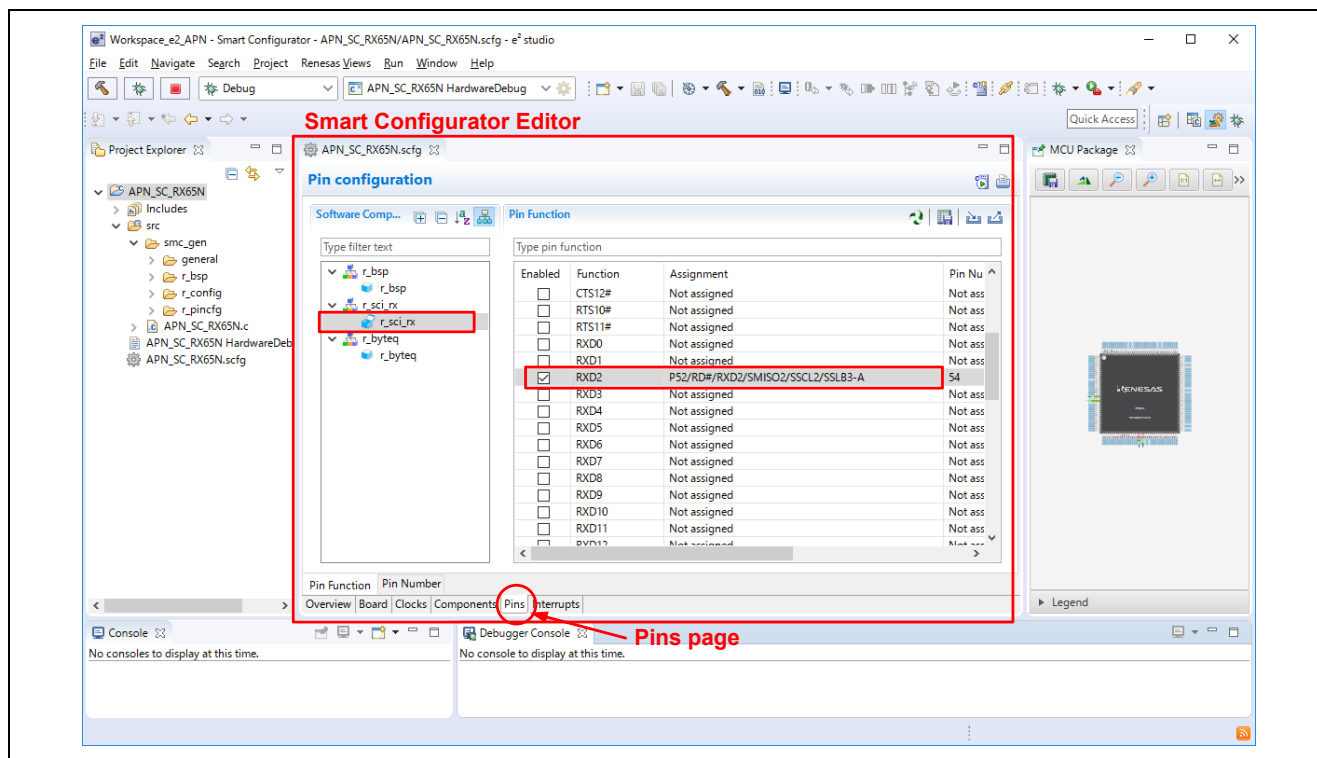 Workspace_e2_APN - Smart Configurator - APN_SC_RX65N/APN_SC_RX65N.scfg - e² studio
File Edit Navigate Search Project Renesas Views Run Window Help
Debug
APN_SC_RX65N HardwareDebug
Smart Configurator Editor
Quick Access
Project Explorer
APN_SC_RX65N
Includes
src
smc_gen
general
r_bsp
r_config
r_pincfg
APN_SC_RX65N.c
APN_SC_RX65N HardwareDeb
APN_SC_RX65N.scfg
APN_SC_RX65N.scfg
Pin configuration
Software Comp...
Type filter text
r_bsp
r_bsp
r_sci_rx
r_sci_rx
r_byteq
r_byteq
Pin Function
Type pin function
Enabled Function Assignment Pin Nu
CTS12# Not assigned Not ass
RTS10# Not assigned Not ass
RTS11# Not assigned Not ass
RXD0 Not assigned Not ass
RXD1 Not assigned Not ass
RXD2 P52/RD#/RXD2/SMISO2/SSCL2/SSLB3-A 54
RXD3 Not assigned Not ass
RXD4 Not assigned Not ass
RXD5 Not assigned Not ass
RXD6 Not assigned Not ass
RXD7 Not assigned Not ass
RXD8 Not assigned Not ass
RXD9 Not assigned Not ass
RXD10 Not assigned Not ass
RXD11 Not assigned Not ass
RXD12 Not assigned Not ass
Pin Function Pin Number
Overview Board Clocks Components Pins Interrupts
MCU Package
RENESAS
Legend
Pins page
Console
No consoles to display at this time.
Debugger Console
No console to display at this time.